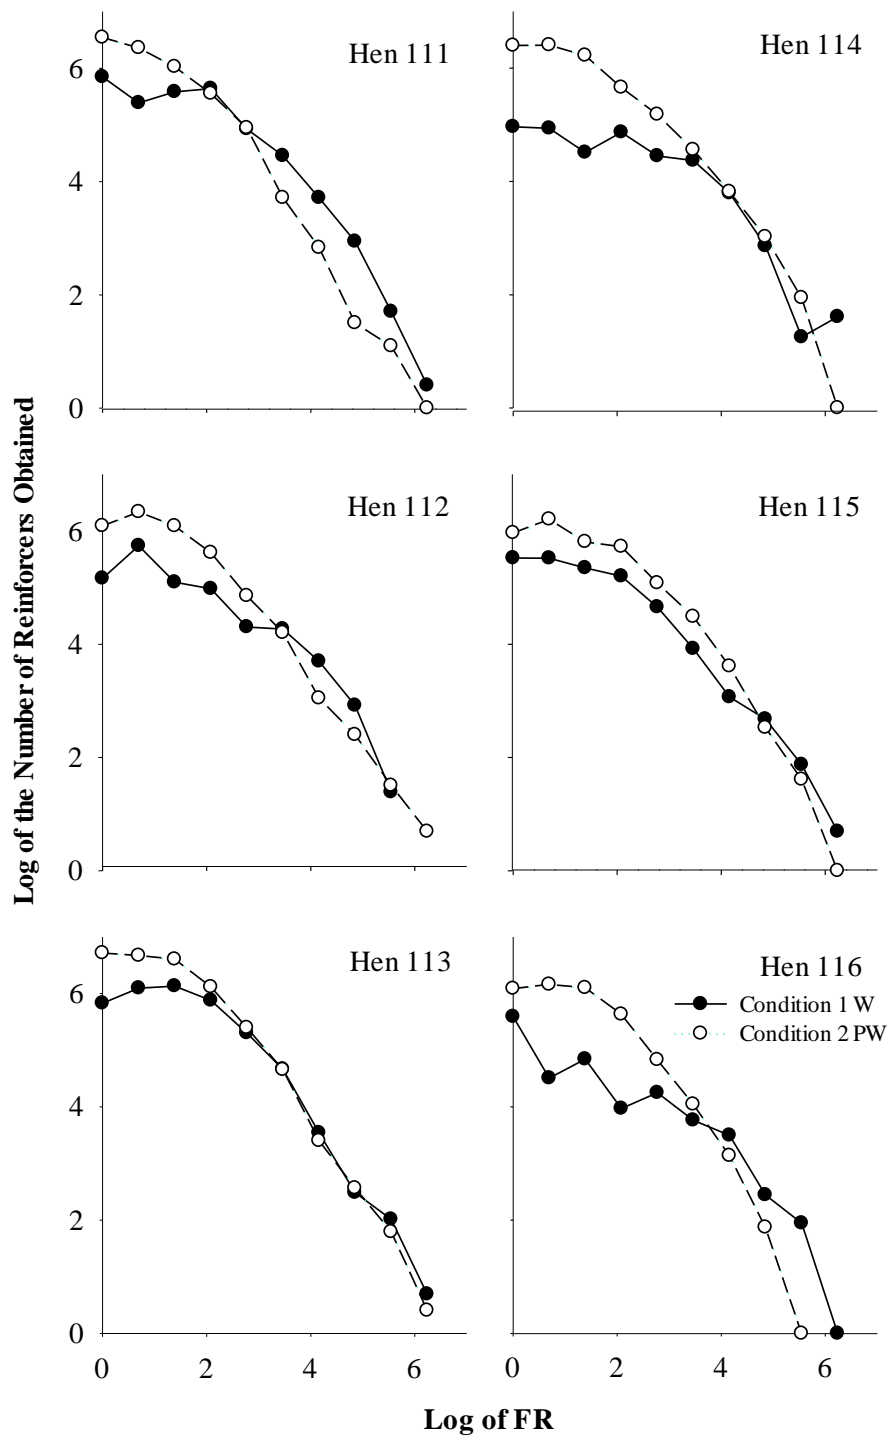 Hen 111
Hen 114
6
4
2
0
Hen 112
Hen 115
6
4
2
0
Log of the Number of Reinforcers Obtained
Hen 113
Hen 116
Condition 1 W
Condition 2 PW
6
4
2
0
0 2 4 6
0 2 4 6
Log of FR